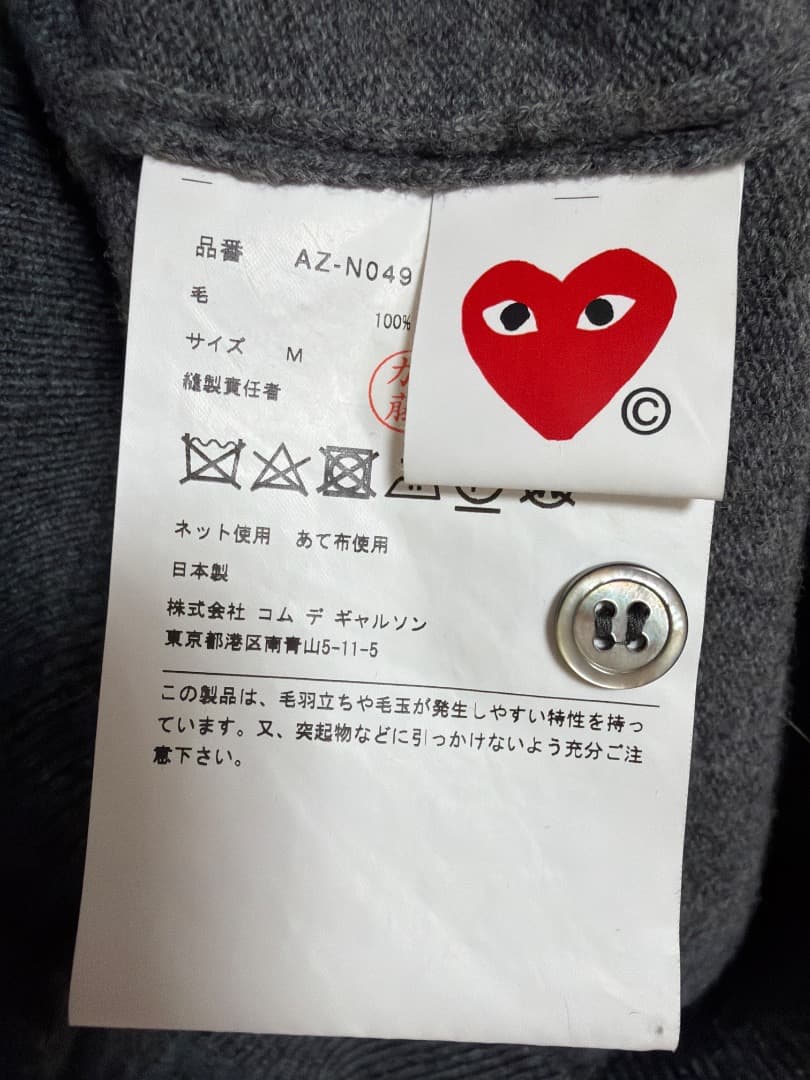 品番 AZ-N049
毛
100%
サイズ M
縫製責任者
©
ネット使用 あて布使用
日本製
株式会社 コム デ ギャルソン
東京都港区南青山5-11-5
この製品は、毛羽立ちや毛玉が発生しやすい特性を持っ
ています。又、突起物などに引っかけないよう充分ご注
意下さい。